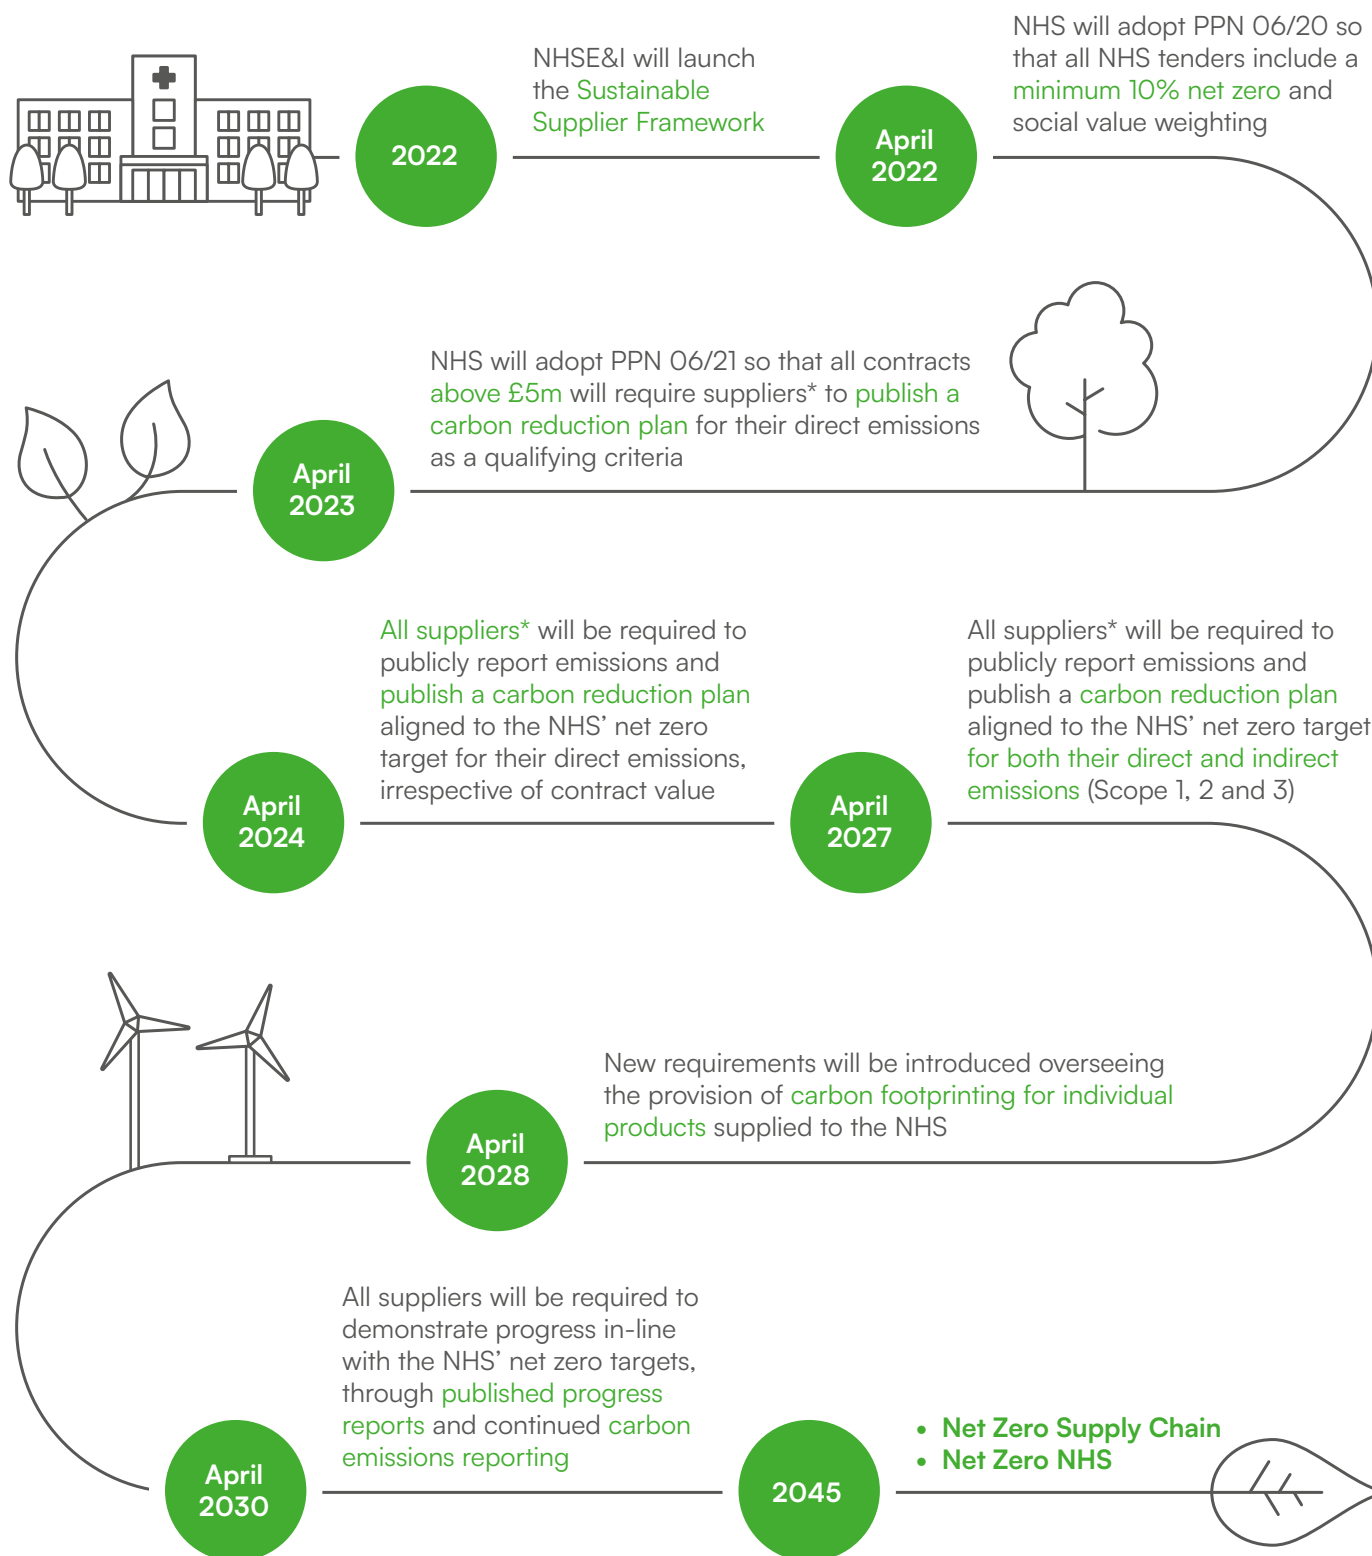 2022
NHSE&I will launch
the Sustainable
Supplier Framework
April
2022
NHS will adopt PPN 06/20 so
that all NHS tenders include a
minimum 10% net zero and
social value weighting
April
2023
NHS will adopt PPN 06/21 so that all contracts
above £5m will require suppliers* to publish a
carbon reduction plan for their direct emissions
as a qualifying criteria
April
2024
All suppliers* will be required to
publicly report emissions and
publish a carbon reduction plan
aligned to the NHS’ net zero
target for their direct emissions,
irrespective of contract value
April
2027
All suppliers* will be required to
publicly report emissions and
publish a carbon reduction plan
aligned to the NHS’ net zero target
for both their direct and indirect
emissions (Scope 1, 2 and 3)
April
2028
New requirements will be introduced overseeing
the provision of carbon footprinting for individual
products supplied to the NHS
April
2030
All suppliers will be required to
demonstrate progress in-line
with the NHS’ net zero targets,
through published progress
reports and continued carbon
emissions reporting
2045
• Net Zero Supply Chain
• Net Zero NHS